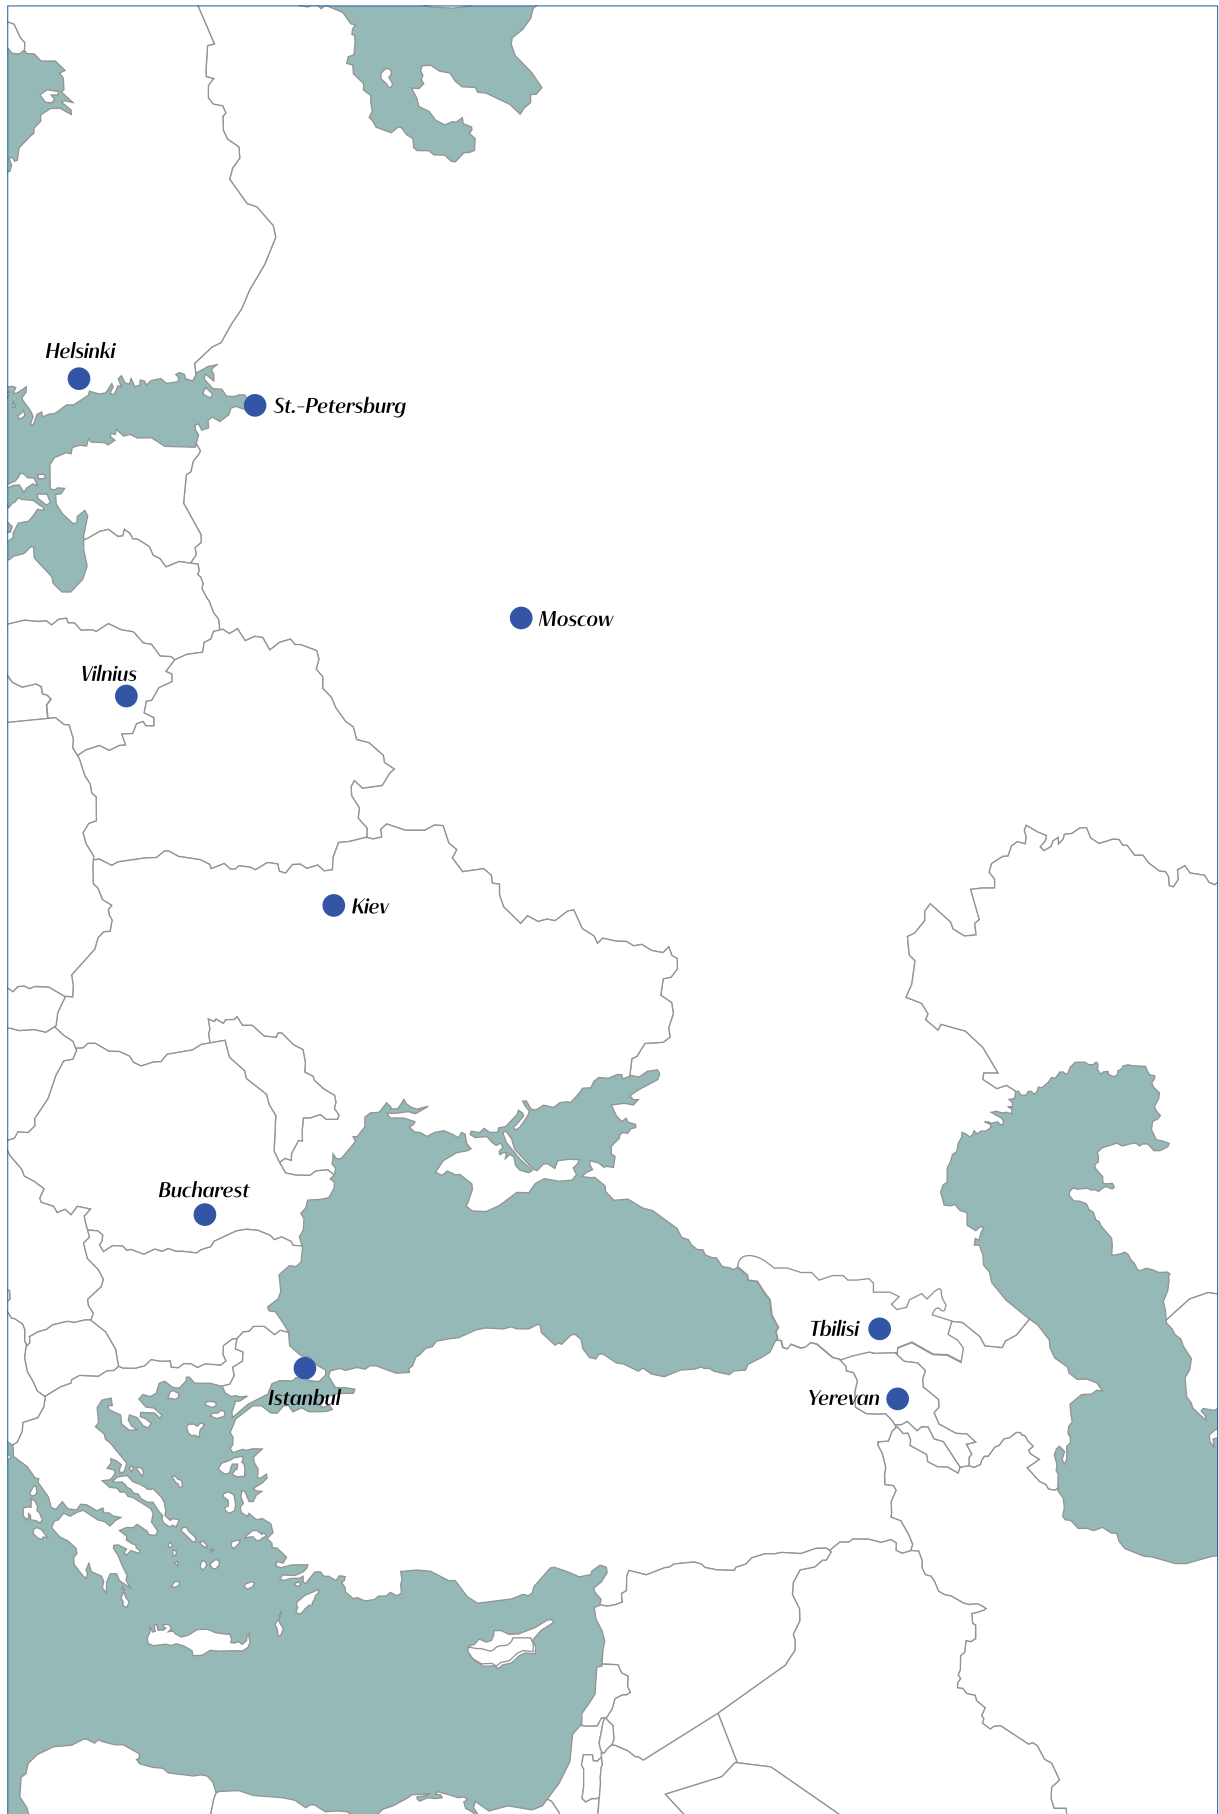 Helsinki
St.-Petersburg
Moscow
Vilnius
Kiev
Bucharest
Tbilisi
Istanbul
Yerevan